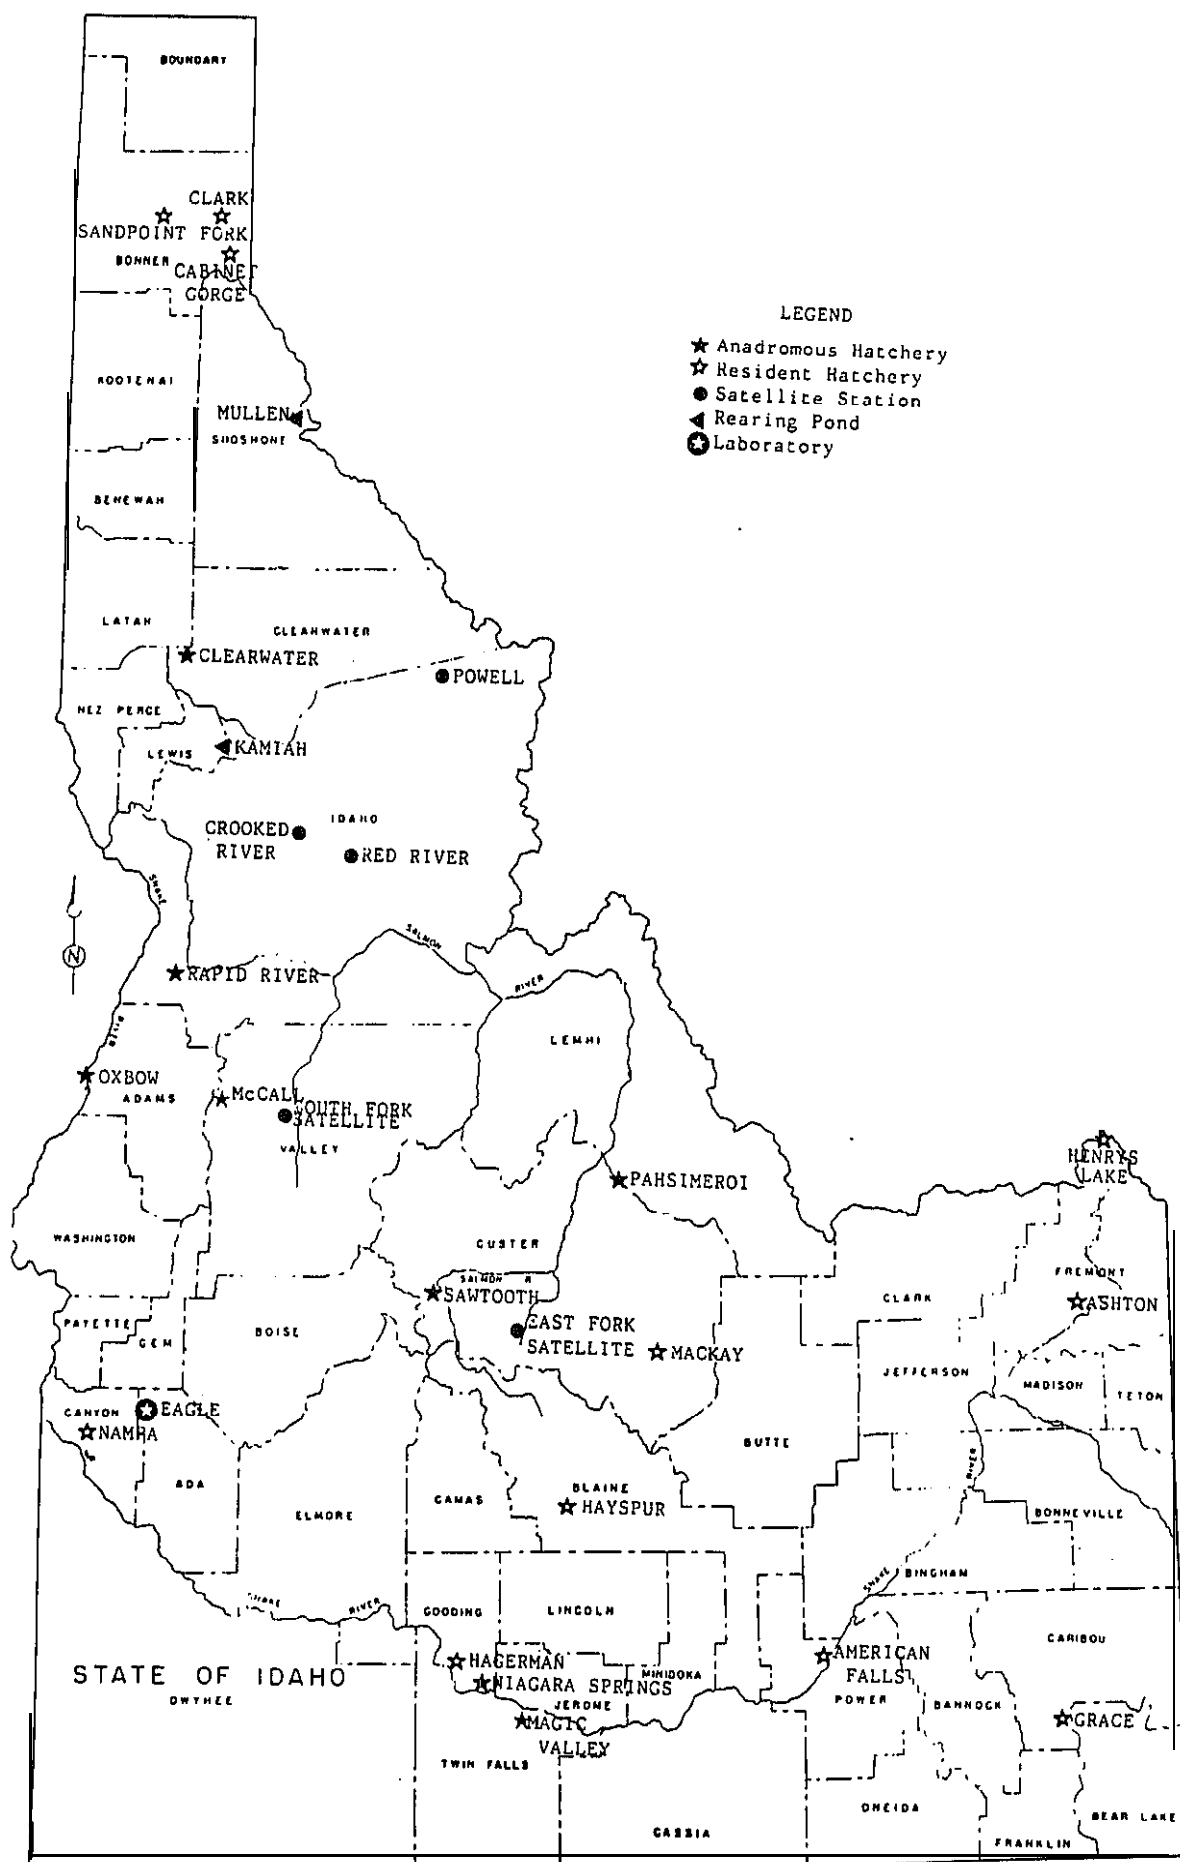 BOUNDARY
CLARK
SANDPOINT FORK
BONNER
CABINET
GORGE
LEGEND
Anadromous Hatchery
Resident Hatchery
Satellite Station
Rearing Pond
Laboratory
KOOTENAI
MULLEN
SHOSHONE
BENEWAH
LATAH
CLEARWATER
CLEARWATER
POWELL
NEZ PERCE
LEWIS
KAMIAH
CROOKED
RIVER
IDAHO
RED RIVER
SNAKE
RIVER
N
SALMON
RIVER
RAPID RIVER
LEMHI
OXBOW
ADAMS
McCALL
SOUTH FORK
SATELLITE
VALLEY
HENRYS
LAKE
PAHSIMEROI
WASHINGTON
CUSTER
SALMON R
SAWTOOTH
FREMONT
ASHTON
CLARK
PAYETTE
GEM
BOISE
EAST FORK
SATELLITE
MACKAY
JEFFERSON
MADISON
TETON
CANYON
EAGLE
NAMPA
ADA
BUTTE
RIVER
ELMORE
CAMAS
BLAINE
HAYSPUR
BONNEVILLE
SNAKE
BINGHAM
SNAKE
RIVER
GOODING
LINCOLN
CARIBOU
STATE OF IDAHO
OWYHEE
HAGERMAN
NIAGARA SPRINGS
MINIDOKA
JEROME
AMERICAN
FALLS
POWER
BANNOCK
GRACE
MAGIC
VALLEY
TWIN FALLS
ONEIDA
BEAR LAKE
CASSIA
FRANKLIN